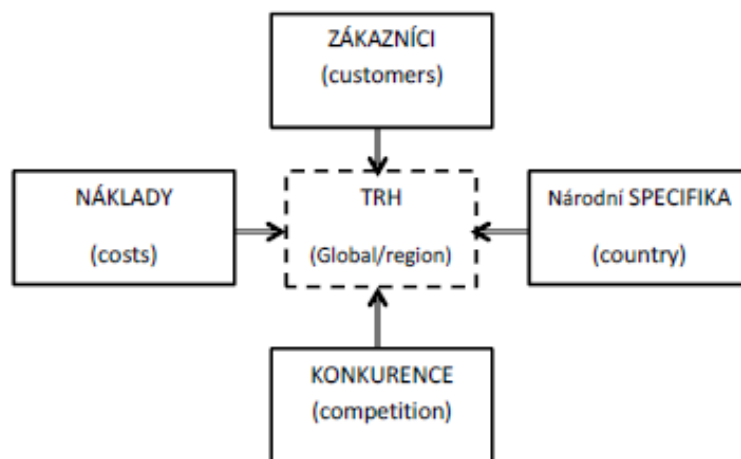 ZÁKAZNÍCI
(customers)
NÁKLADY
(costs)
TRH
(Global/region)
Národní SPECIFIKA
(country)
KONKURENCE
(competition)